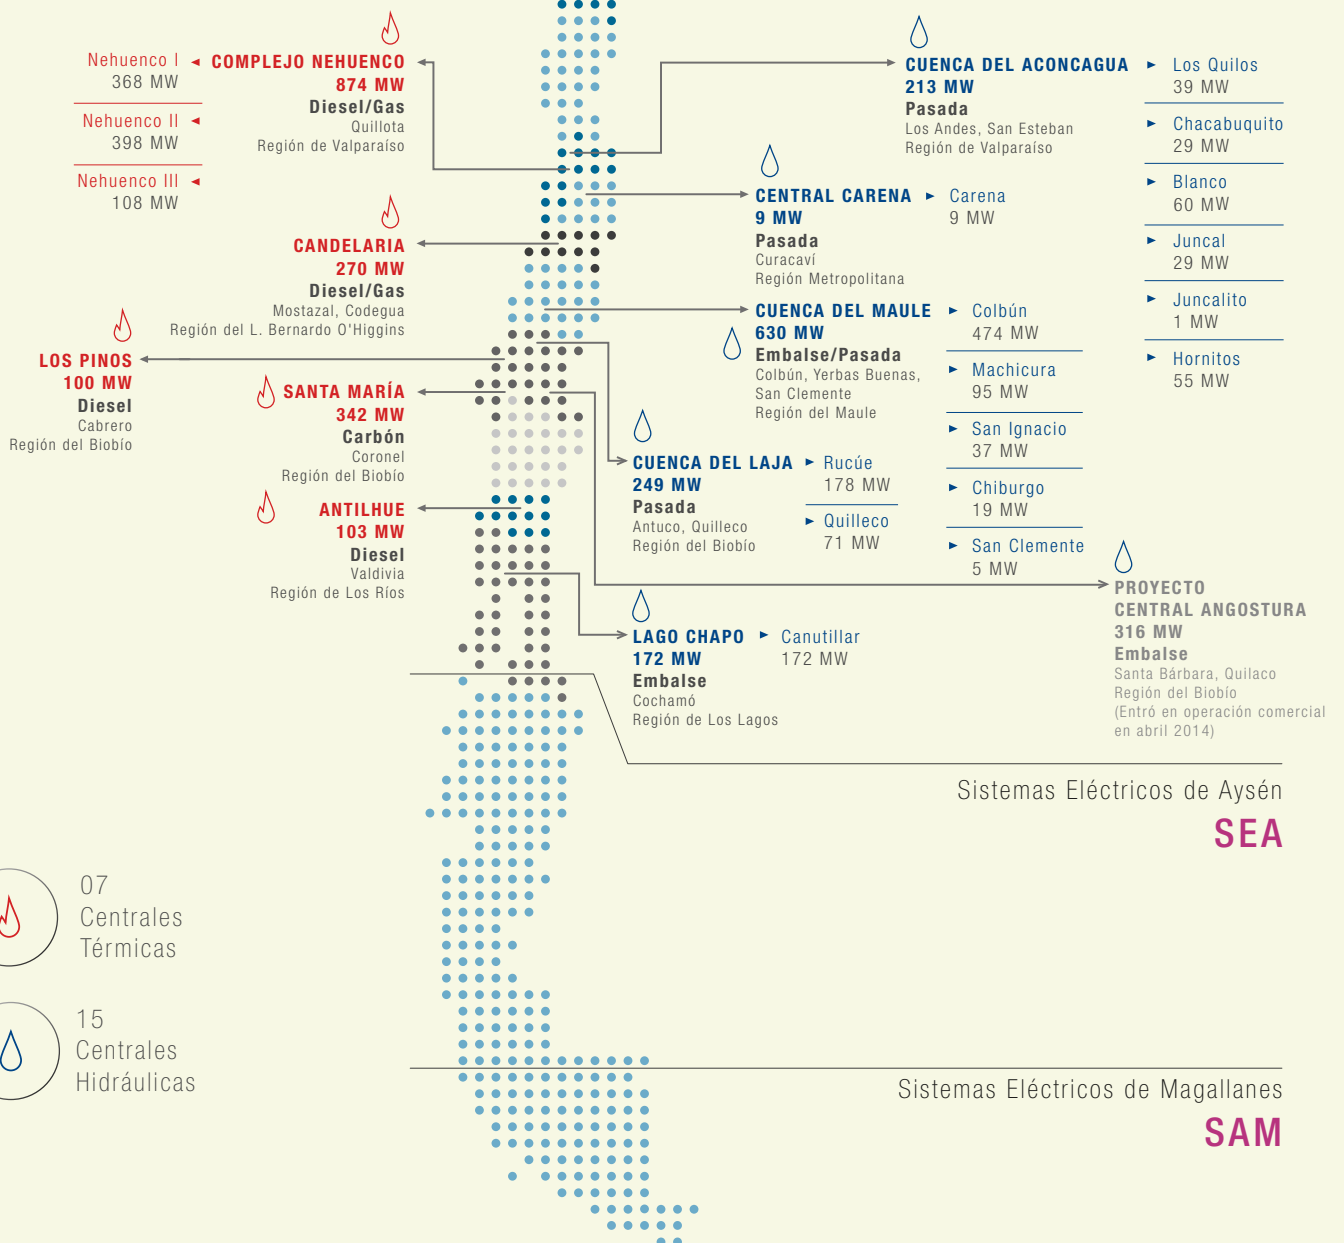 Nehuenco I
368 MW
Nehuenco II
398 MW
Nehuenco III
108 MW
COMPLEJO NEHUENCO
874 MW
Diesel/Gas
Quillota
Región de Valparaíso
CANDELARIA
270 MW
Diesel/Gas
Mostazal, Codegua
Región del L. Bernardo O'Higgins
LOS PINOS
100 MW
Diesel
Cabrero
Región del Biobío
SANTA MARÍA
342 MW
Carbón
Coronel
Región del Biobío
ANTILHUE
103 MW
Diesel
Valdivia
Región de Los Ríos
CUENCA DEL ACONCAGUA
213 MW
Pasada
Los Andes, San Esteban
Región de Valparaíso
Los Quilos
39 MW
Chacabuquito
29 MW
Blanco
60 MW
Juncal
29 MW
Juncalito
1 MW
Hornitos
55 MW
CENTRAL CARENA
9 MW
Pasada
Curacaví
Región Metropolitana
Carena
9 MW
CUENCA DEL MAULE
630 MW
Embalse/Pasada
Colbún, Yerbas Buenas,
San Clemente
Región del Maule
Colbún
474 MW
Machicura
95 MW
San Ignacio
37 MW
Chiburgo
19 MW
San Clemente
5 MW
CUENCA DEL LAJA
249 MW
Pasada
Antuco, Quilleco
Región del Biobío
Rucúe
178 MW
Quilleco
71 MW
LAGO CHAPO
172 MW
Embalse
Cochamó
Región de Los Lagos
Canutillar
172 MW
PROYECTO
CENTRAL ANGOSTURA
316 MW
Embalse
Santa Bárbara, Quilaco
Región del Biobío
(Entró en operación comercial
en abril 2014)
Sistemas Eléctricos de Aysén
SEA
07
Centrales
Térmicas
15
Centrales
Hidráulicas
Sistemas Eléctricos de Magallanes
SAM